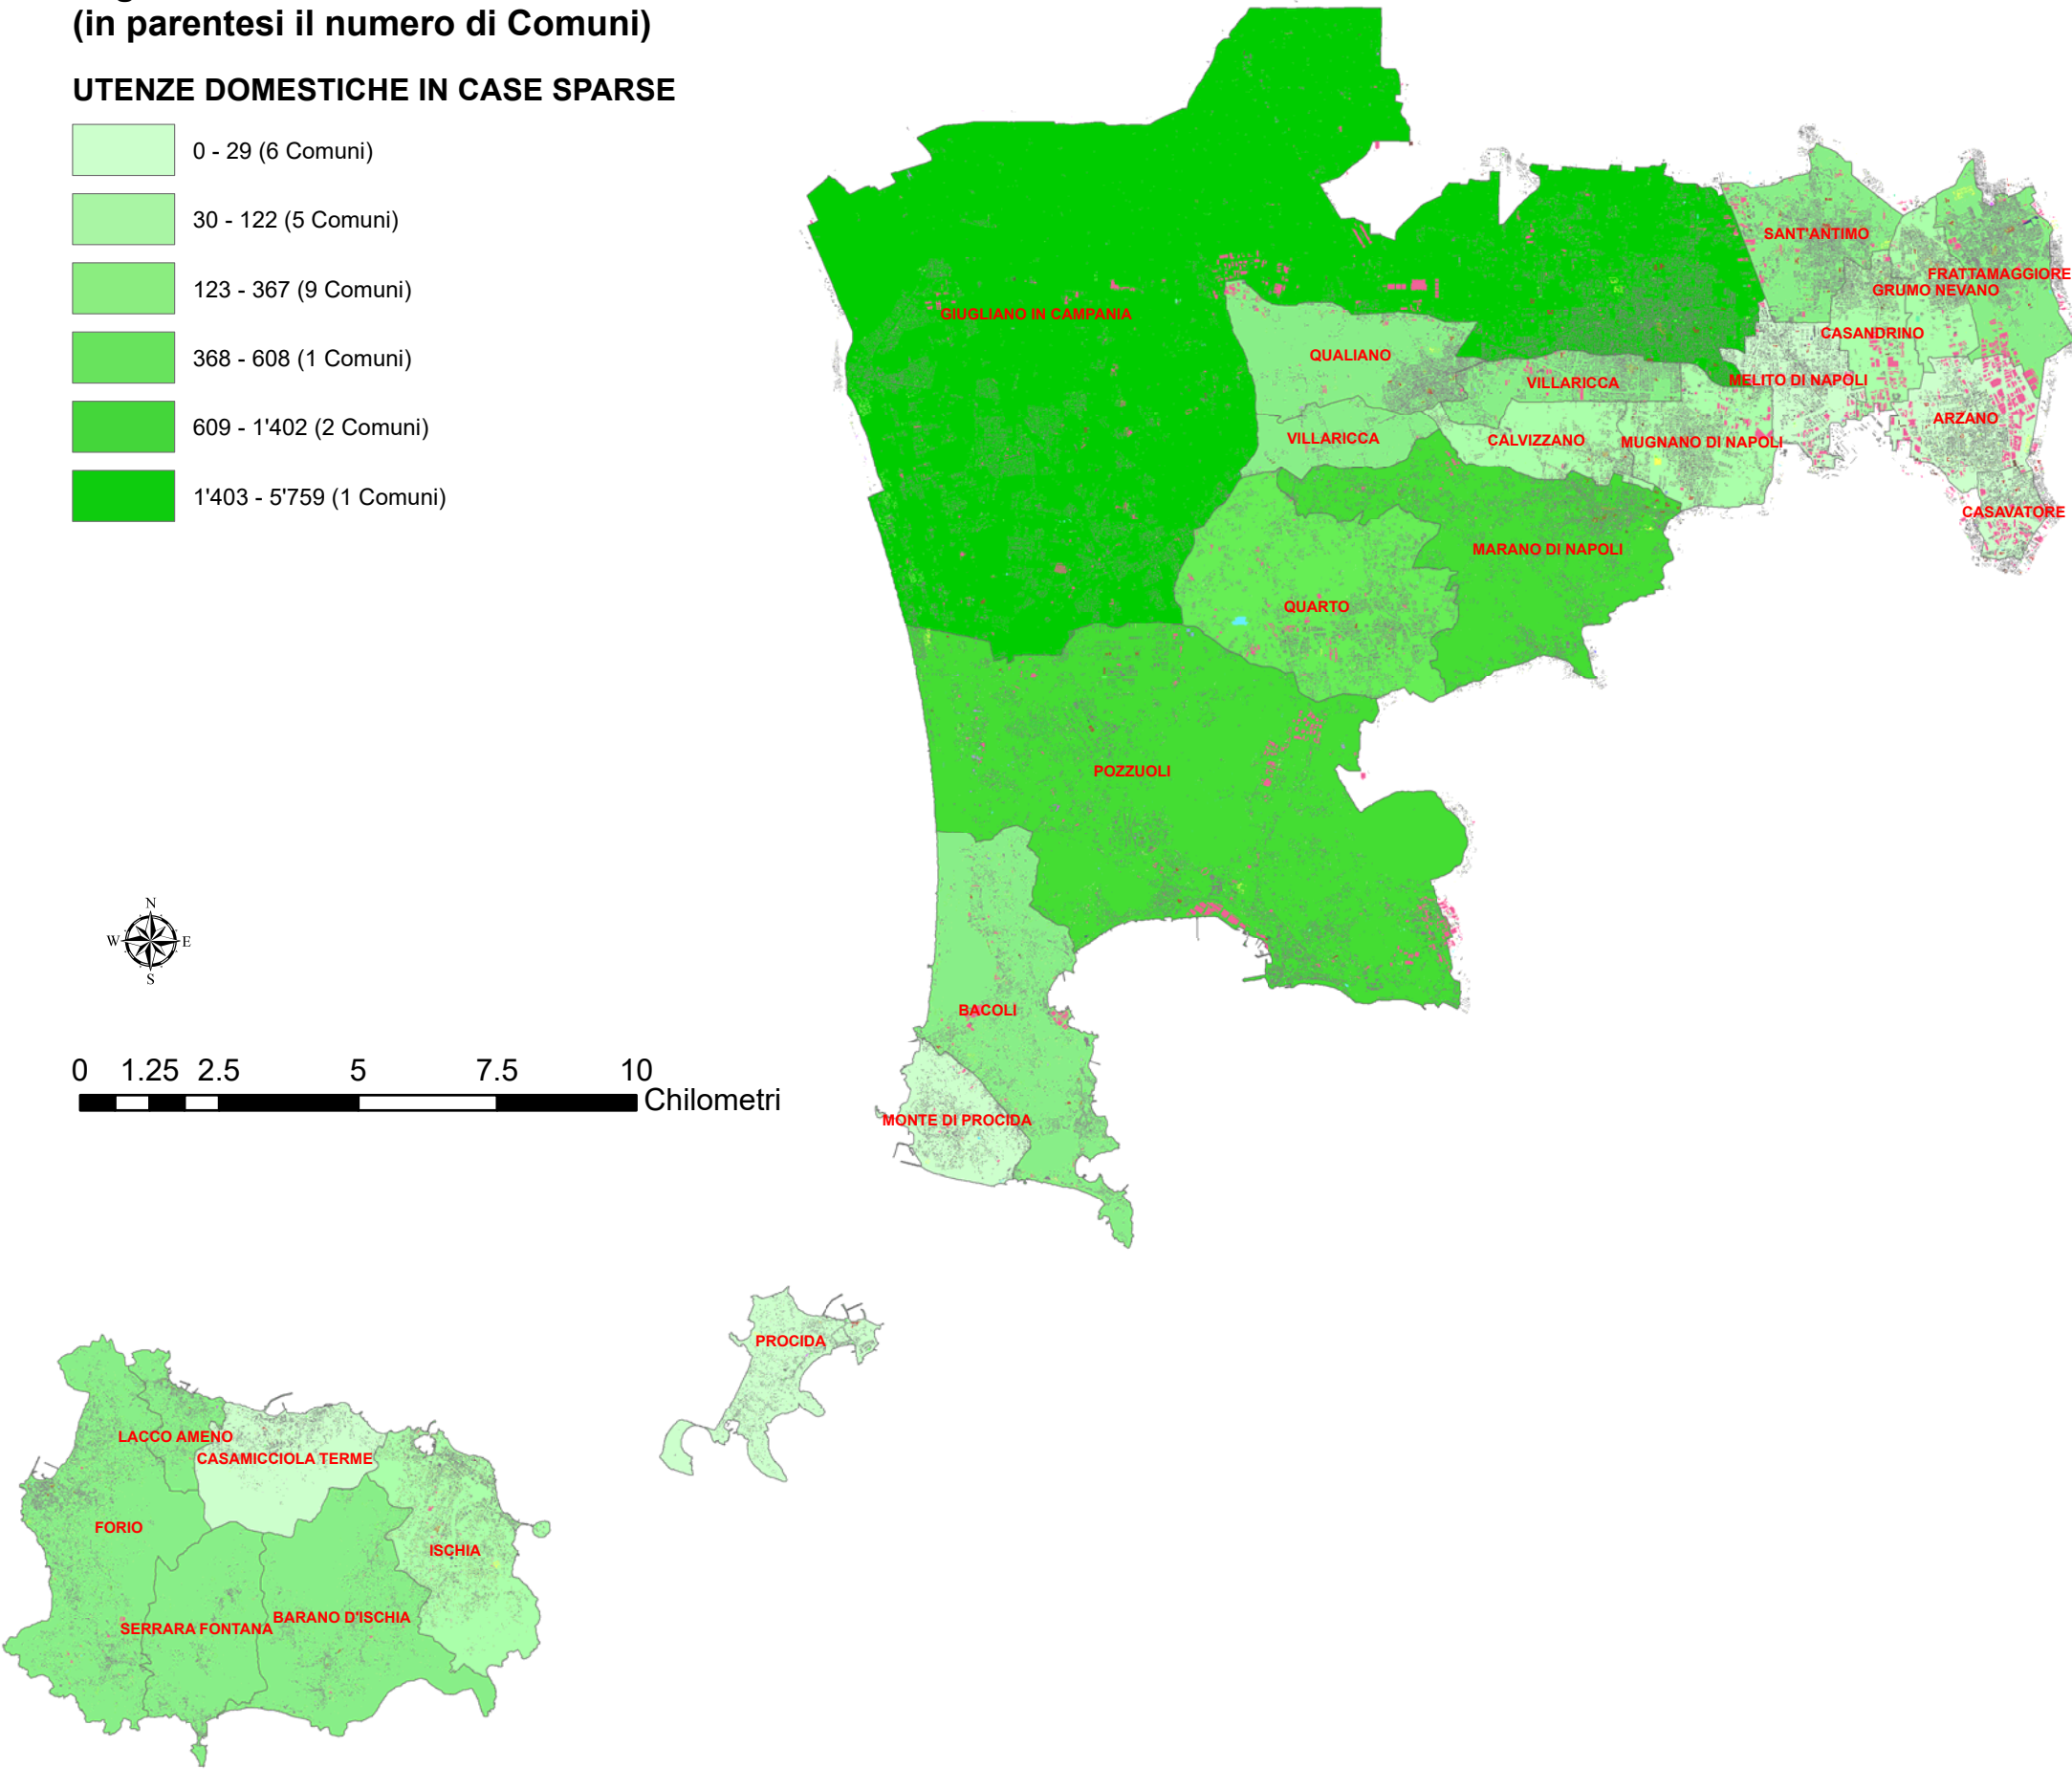 (in parentesi il numero di Comuni)
UTENZE DOMESTICHE IN CASE SPARSE
0 - 29 (6 Comuni)
30 - 122 (5 Comuni)
123 - 367 (9 Comuni)
368 - 608 (1 Comuni)
609 - 1'402 (2 Comuni)
1'403 - 5'759 (1 Comuni)
SANT'ANTIMO
FRATTAMAGGIORE
GRUMO NEVANO
GIUGLIANO IN CAMPANIA
CASANDRINO
QUALIANO
VILLARICCA
MELITO DI NAPOLI
ARZANO
VILLARICCA
CALVIZZANO
MUGNANO DI NAPOLI
CASAVATORE
MARANO DI NAPOLI
QUARTO
POZZUOLI
N
W E
S
BACOLI
0 1.25 2.5 5 7.5 10
Chilometri
MONTE DI PROCIDA
PROCIDA
LACCO AMENO
CASAMICCIOLA TERME
FORIO
ISCHIA
BARANO D'ISCHIA
SERRARA FONTANA